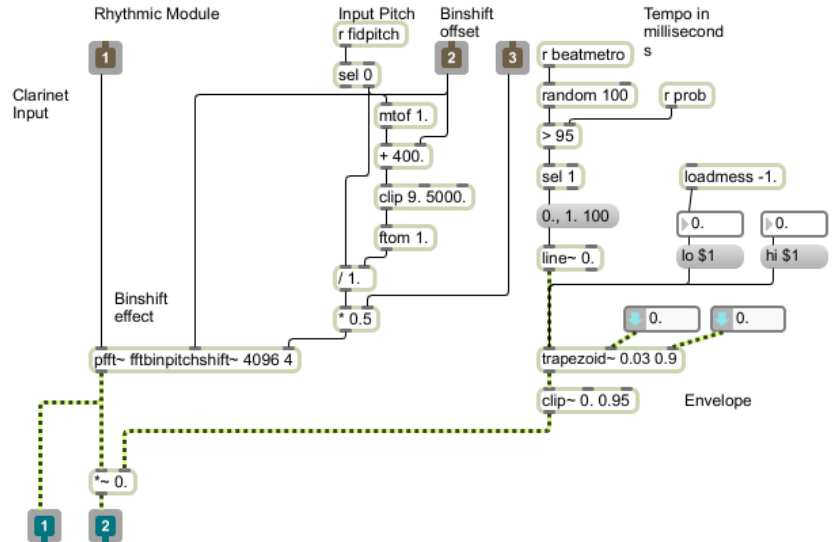 Rhythmic Module
Input Pitch
Binshift
offset
Tempo in
millisecond
s
r fidpitch
1
2
3
r beatmetro
sel 0
Clarinet
Input
random 100
r prob
mtof 1.
> 95
+ 400.
sel 1
loadmess -1.
clip 9. 5000.
0., 1. 100
0.
0.
ftom 1.
line~ 0.
lo $1
hi $1
/ 1.
Binshift
effect
* 0.5
0.
0.
pfft~ fftbinpitchshift~ 4096 4
trapezoid~ 0.03 0.9
clip~ 0. 0.95
Envelope
*~ 0.
1
2